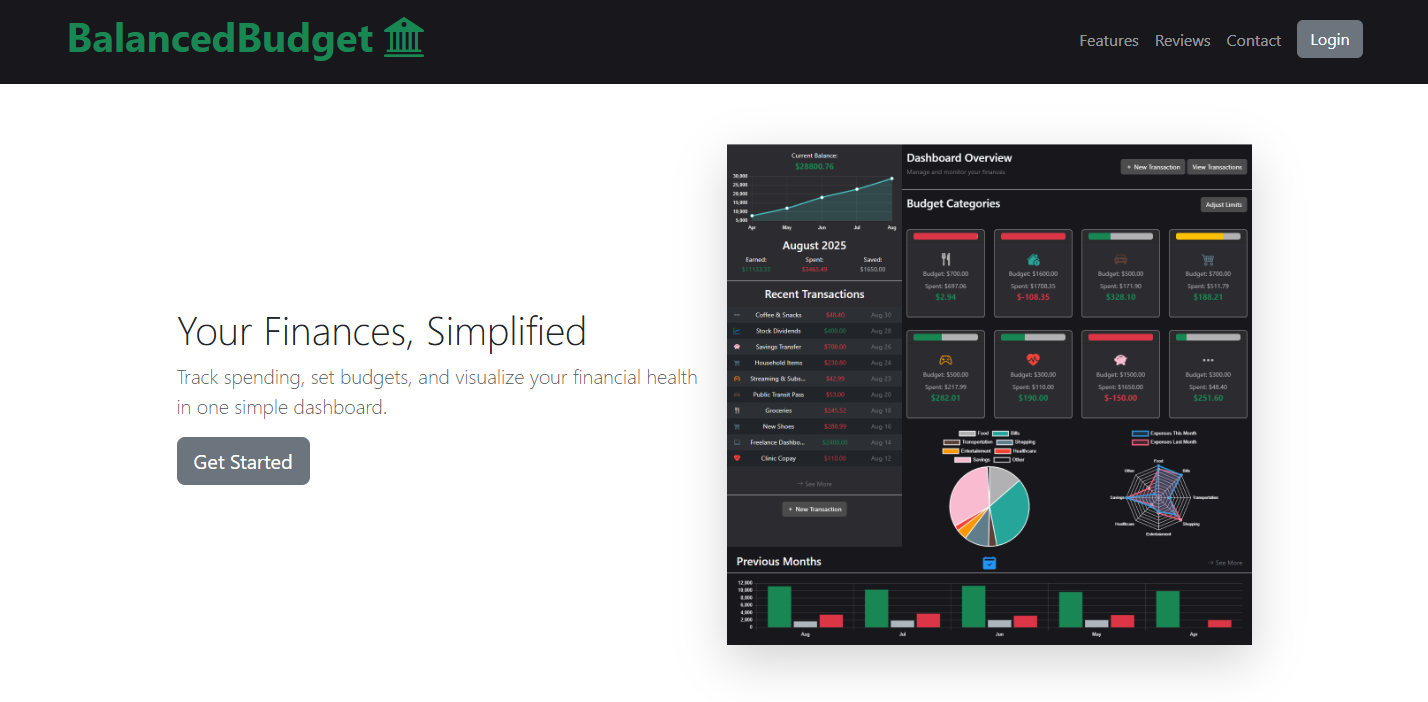 BalancedBudget
Features Reviews Contact Login
Your Finances, Simplified
Track spending, set budgets, and visualize your financial health
in one simple dashboard.
Get Started
Current Balance:
$28800.76
30,000
25,000
20,000
15,000
10,000
5,000
Apr May Jun Jul Aug
August 2025
Earned: Spent: Saved:
$3465.49 $1650.00
Recent Transactions
Coffee & Snacks $48.40 Aug 30
Stock Dividends $400.00 Aug 28
Savings Transfer $700.00 Aug 26
Household Items $230.80 Aug 24
Streaming & Subs... $42.99 Aug 23
Public Transit Pass $53.00 Aug 20
Groceries $245.52 Aug 18
New Shoes $280.99 Aug 16
Freelance Dashbo... $2400.00 Aug 14
Clinic Copay $110.00 Aug 12
→ See More
+ New Transaction
Dashboard Overview
Manage and monitor your finances
+ New Transaction View Transactions
Budget Categories
Adjust Limits
Budget: $700.00 Budget: $1600.00 Budget: $500.00 Budget: $700.00
Spent: $697.06 Spent: $1708.35 Spent: $171.90 Spent: $511.79
$2.94 $-108.35 $328.10 $188.21
Budget: $500.00 Budget: $300.00 Budget: $1500.00 Budget: $300.00
Spent: $217.99 Spent: $110.00 Spent: $1650.00 Spent: $48.40
$282.01 $190.00 $-150.00 $251.60
Food Bills
Transportation Shopping
Entertainment Healthcare
Savings Other
Expenses This Month
Expenses Last Month
Food
Other Bills
Savings Transportation
Healthcare Shopping
Entertainment
Previous Months → See More
12,000
10,000
8,000
6,000
4,000
2,000
0
Aug Jul Jun May Apr